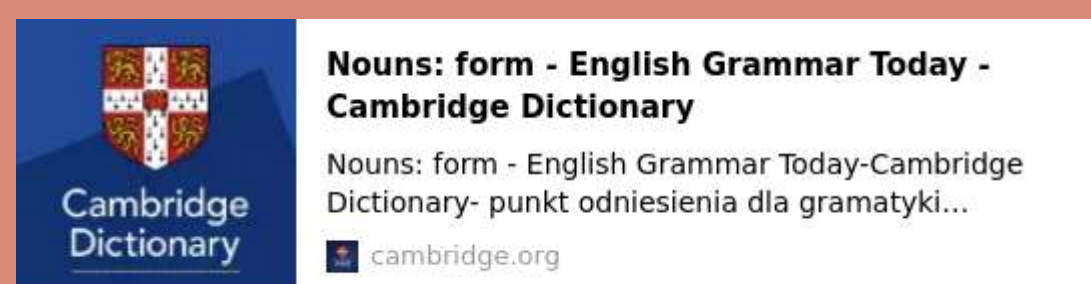 Cambridge
Dictionary
Nouns: form - English Grammar Today -
Cambridge Dictionary
Nouns: form - English Grammar Today-Cambridge
Dictionary- punkt odniesienia dla gramatyki...
cambridge.org